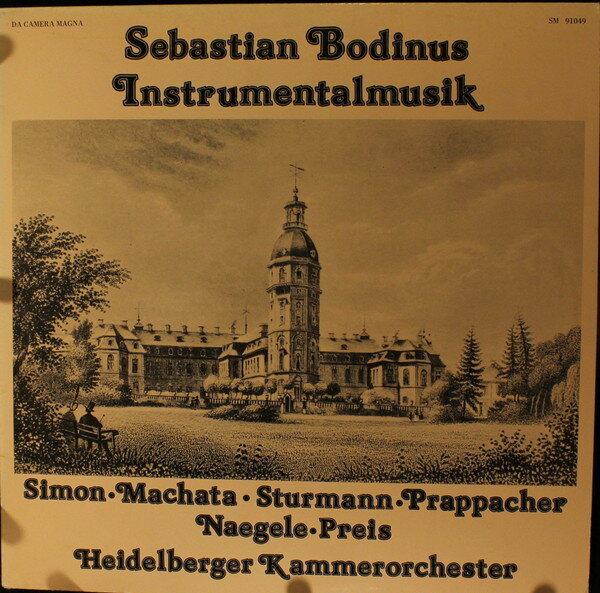 DA CAMERA MAGNA
SM 91049
Sebastian Bodinus
Instrumentalmusik
Simon·Machata·Sturmann·Prappacher
Naegele·Preis
Heidelberger Kammerorchester